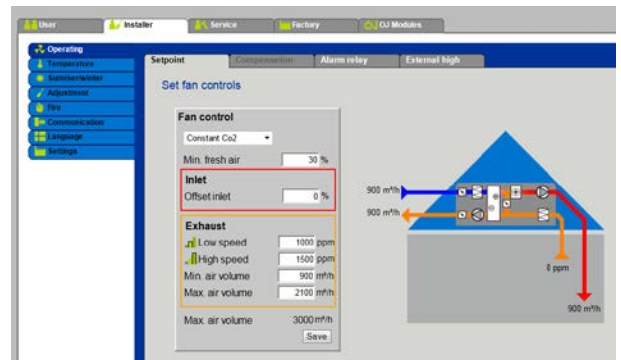 User
Installer
Service
Factory
OJ Modules
Operating
Temperature
Summer/winter
Adjustment
Fire
Communication
Language
Settings
Setpoint
Compensation
Alarm relay
External high
Set fan controls
Fan control
Constant Co2
Min. fresh air 30 %
Inlet
Offset inlet 0 %
Exhaust
Low speed 1000 ppm
High speed 1500 ppm
Min. air volume 900 m³/h
Max. air volume 2100 m³/h
Max. air volume 3000 m³/h
Save
900 m³/h
900 m³/h
0 ppm
900 m³/h